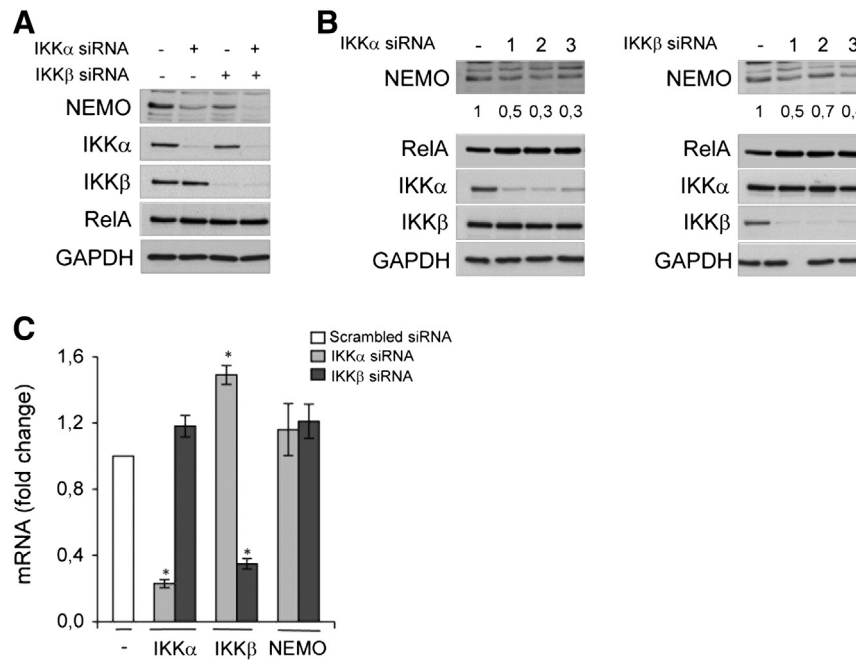 A
IKKα siRNA - + - +
IKKβ siRNA - - + +
NEMO
IKKα
IKKβ
RelA
GAPDH
B
IKKα siRNA - 1 2 3
NEMO
1 0,5 0,3 0,3
RelA
IKKα
IKKβ
GAPDH
IKKβ siRNA - 1 2 3
NEMO
1 0,5 0,7
RelA
IKKα
IKKβ
GAPDH
C
Scrambled siRNA
IKKα siRNA
IKKβ siRNA
mRNA (fold change)
1,6
1,2
0,8
0,4
0,0
* * * 
- IKKα IKKβ NEMO